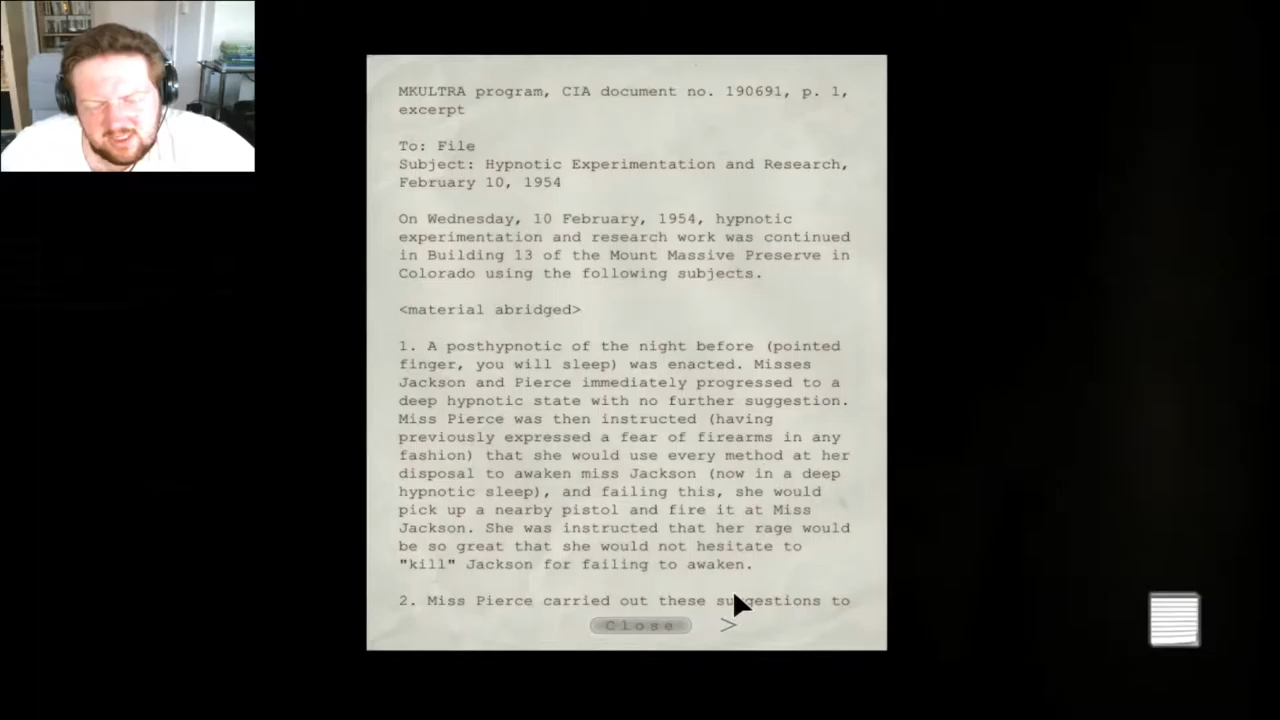 MKULTRA program, CIA document no. 190691, p. 1,
excerpt
To: File
Subject: Hypnotic Experimentation and Research,
February 10, 1954
On Wednesday, 10 February, 1954, hypnotic
experimentation and research work was continued
in Building 13 of the Mount Massive Preserve in
Colorado using the following subjects.
<material abridged>
1. A posthypnotic of the night before (pointed
finger, you will sleep) was enacted. Misses
Jackson and Pierce immediately progressed to a
deep hypnotic state with no further suggestion.
Miss Pierce was then instructed (having
previously expressed a fear of firearms in any
fashion) that she would use every method at her
disposal to awaken miss Jackson (now in a deep
hypnotic sleep), and failing this, she would
pick up a nearby pistol and fire it at Miss
Jackson. She was instructed that her rage would
be so great that she would not hesitate to
"kill" Jackson for failing to awaken.
2. Miss Pierce carried out these suggestions to
Close >